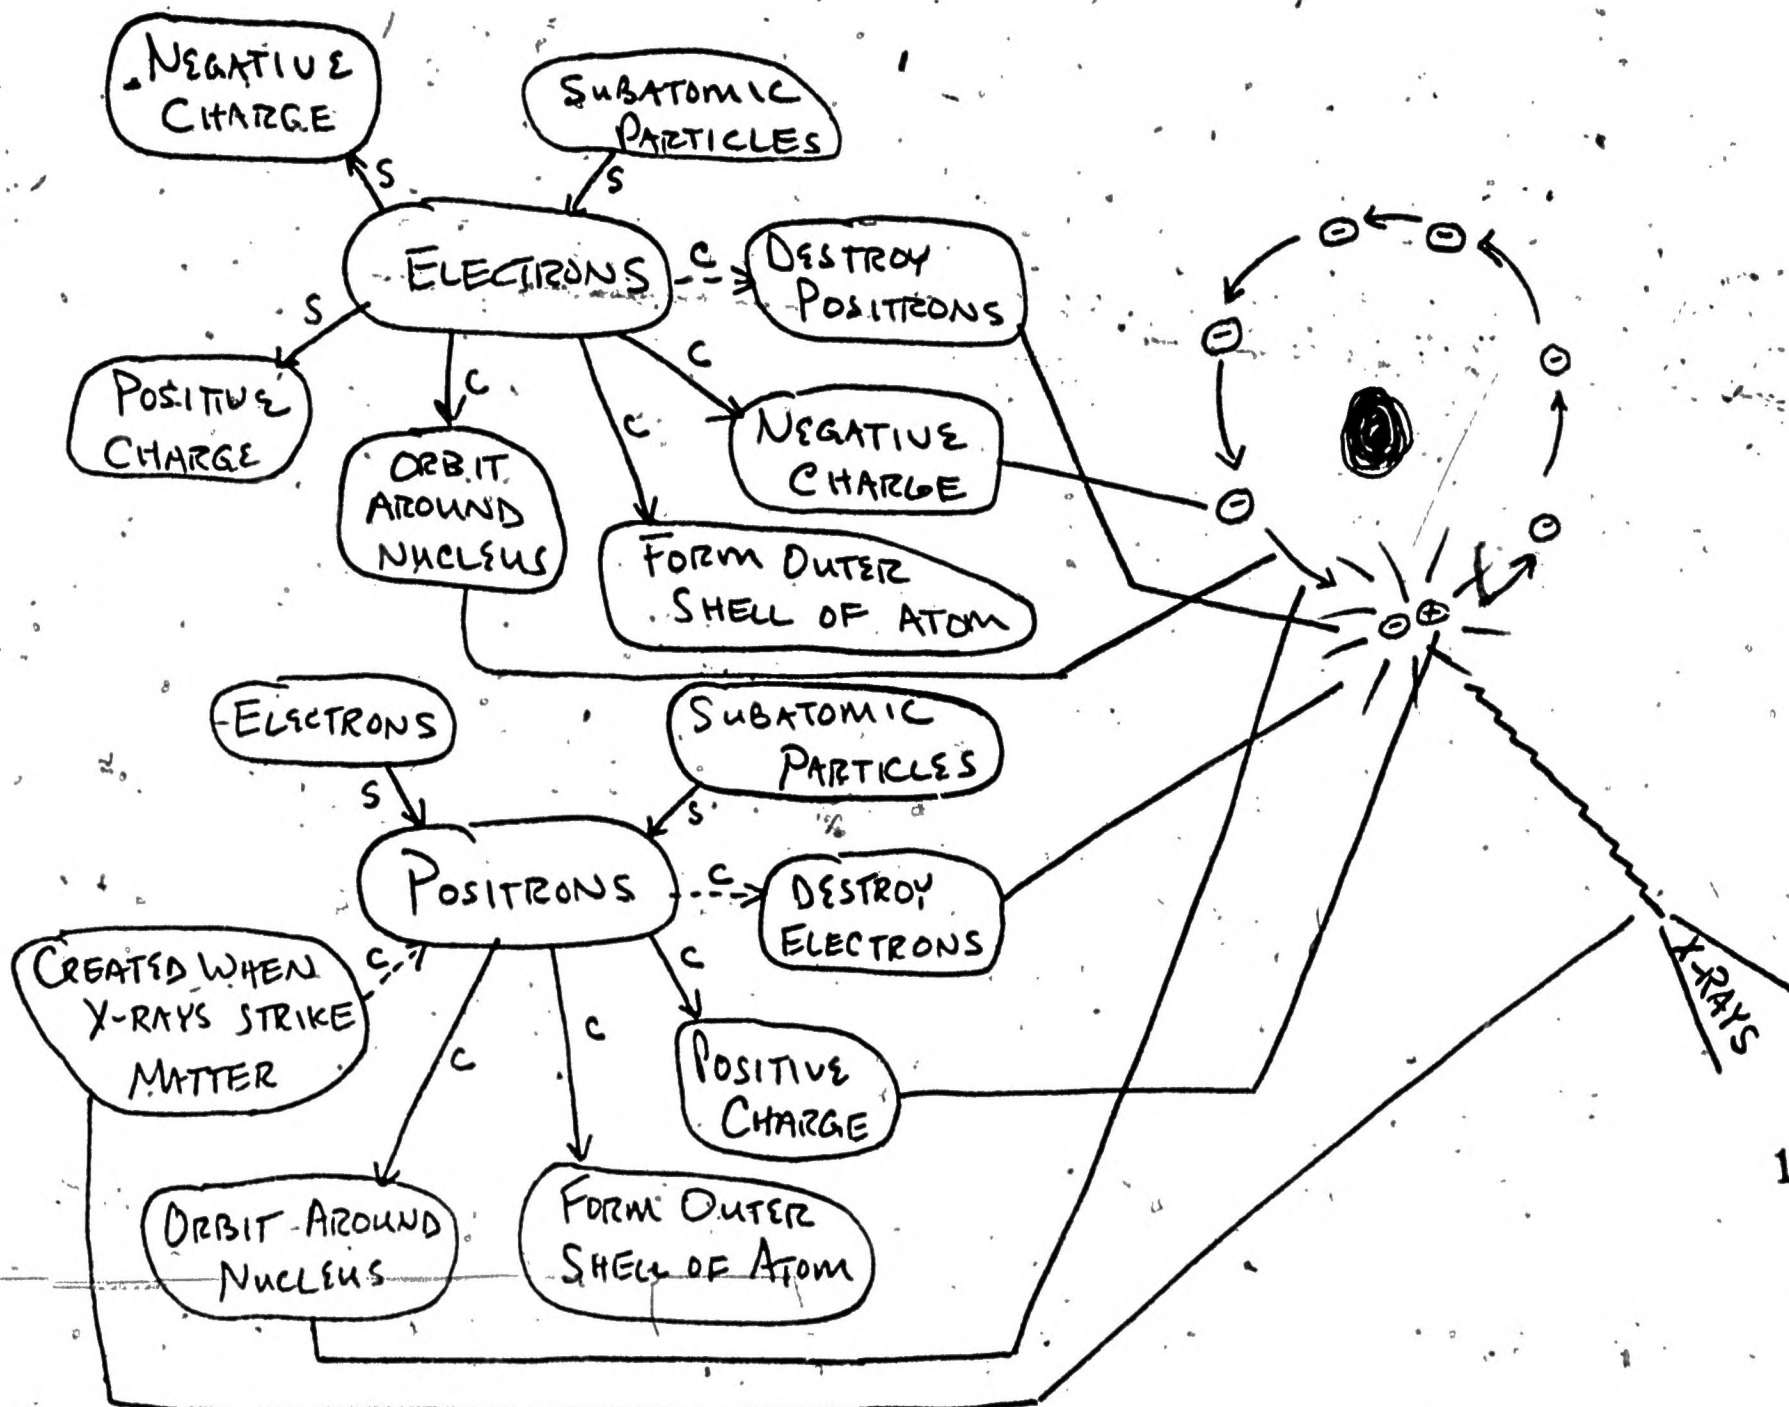 NEGATIVE
CHARGE
SUBATOMIC
PARTICLES
S
S
ELECTRONS
C
DESTROY
POSITRONS
S
POSITIVE
CHARGE
C
C
C
ORBIT
AROUND
NUCLEUS
NEGATIVE
CHARGE
FORM OUTER
SHELL OF ATOM
ELECTRONS
SUBATOMIC
PARTICLES
S
S
POSITRONS
C
DESTROY
ELECTRONS
CREATED WHEN
X-RAYS STRIKE
MATTER
C
C
C
C
POSITIVE
CHARGE
ORBIT AROUND
NUCLEUS
FORM OUTER
SHELL OF ATOM
X-RAYS
1